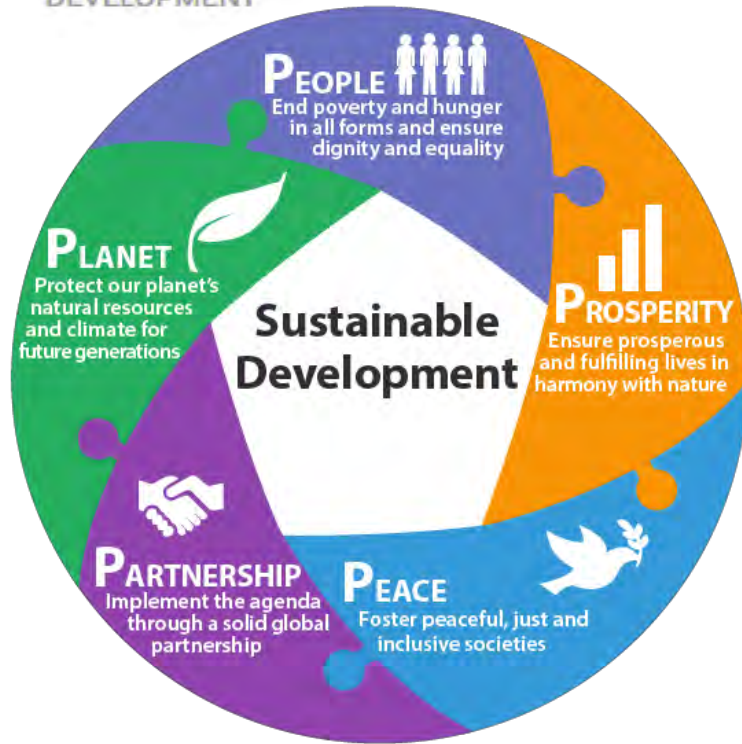 DEVELOPMENT
PEOPLE
End poverty and hunger
in all forms and ensure
dignity and equality
PLANET
Protect our planet's
natural resources
and climate for
future generations
Sustainable
Development
PROSPERITY
Ensure prosperous
and fulfilling lives in
harmony with nature
PARTNERSHIP
Implement the agenda
through a solid global
partnership
PEACE
Foster peaceful, just and
inclusive societies